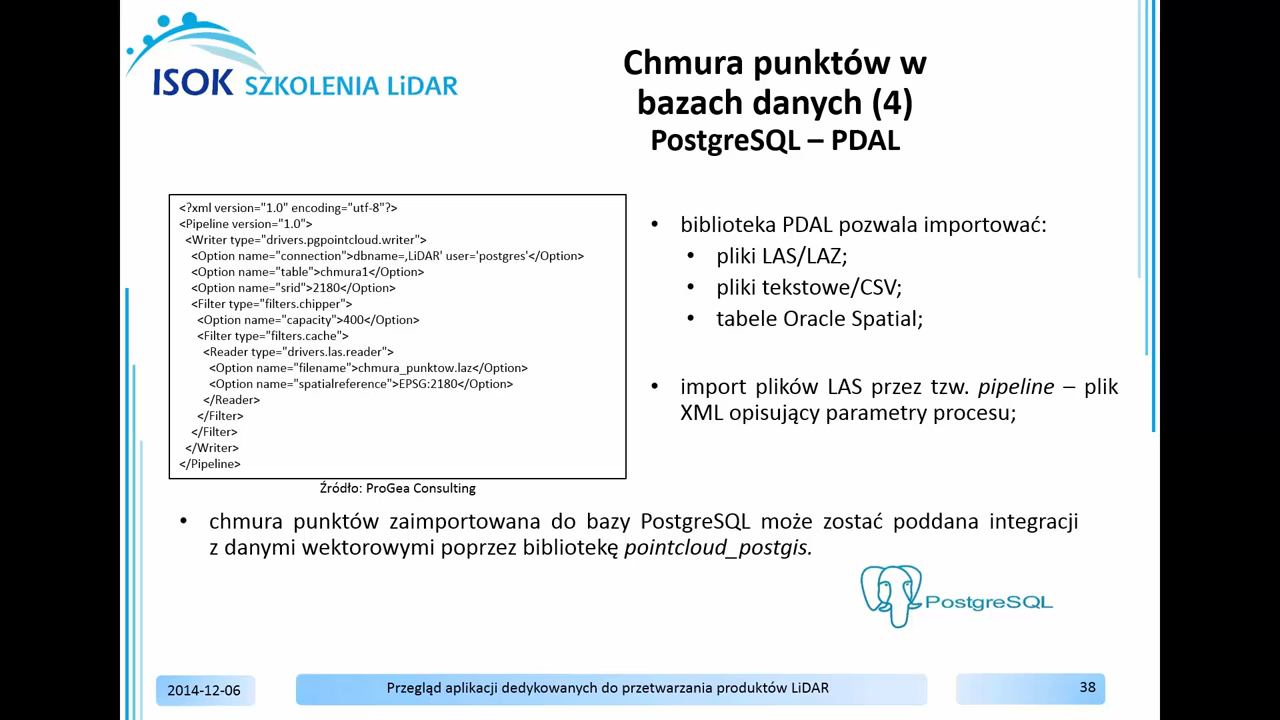 ISOK SZKOLENIA LiDAR
Chmura punktów w
bazach danych (4)
PostgreSQL – PDAL
<?xml version="1.0" encoding="utf-8"?>
<Pipeline version="1.0">
<Writer type="drivers.pgpointcloud.writer">
<Option name="connection">dbname=‚LiDAR' user='postgres'</Option>
<Option name="table">chmura1</Option>
<Option name="srid">2180</Option>
<Filter type="filters.chipper">
<Option name="capacity">400</Option>
<Filter type="filters.cache">
<Reader type="drivers.las.reader">
<Option name="filename">chmura_punktow.laz</Option>
<Option name="spatialreference">EPSG:2180</Option>
</Reader>
</Filter>
</Filter>
</Writer>
</Pipeline>
Źródło: ProGea Consulting
• biblioteka PDAL pozwala importować:
• pliki LAS/LAZ;
• pliki tekstowe/CSV;
• tabele Oracle Spatial;
• import plików LAS przez tzw. pipeline – plik
XML opisujący parametry procesu;
• chmura punktów zaimportowana do bazy PostgreSQL może zostać poddana integracji
z danymi wektorowymi poprzez bibliotekę pointcloud_postgis.
PostgreSQL
2014-12-06
Przegląd aplikacji dedykowanych do przetwarzania produktów LiDAR
38